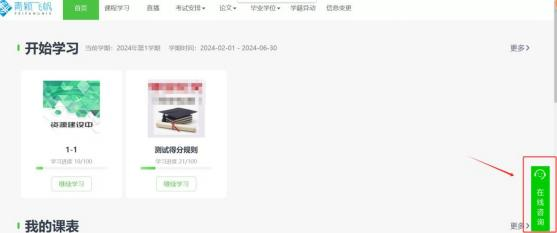 青颖飞帆
首页 课程学习 直播 考试安排 论文 毕业学位 学籍异动 信息变更
开始学习 当前学期：2024年第1学期 学期时间：2024-02-01 - 2024-06-30 更多
资源建设中
1-1 测试得分规则
学习进度 19/100 学习进度 21/100
继续学习 继续学习
在线咨询
我的课表 更多